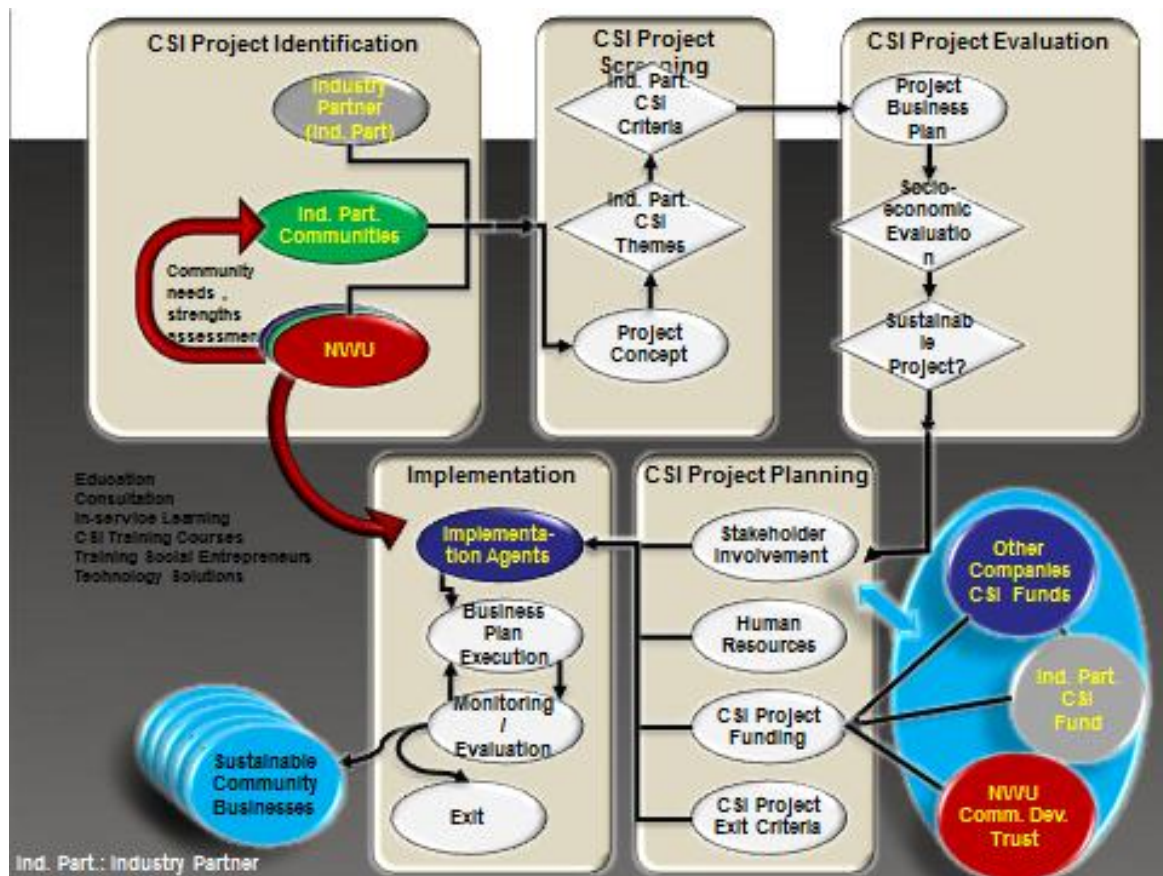 CSI Project Identification
Industry
Partner
(Ind. Part)
Ind. Part.
Communities
Community
needs ,
strengths
assessmen
NWU
CSI Project
Screening
Ind. Part.
CSI
Criteria
Ind. Part.
CSI
Themes
Project
Concept
CSI Project Evaluation
Project
Business
Plan
Socio-
economic
Evaluatio
n
Sustainab
le
Project?
Education
Consultation
In-service Learning
CSI Training Courses
Training Social Entrepreneurs
Technology Solutions
Implementation
Implementa-
tion Agents
Business
Plan
Execution
Monitoring
/
Evaluation
Exit
Sustainable
Community
Businesses
CSI Project Planning
Stakeholder
Involvement
Human
Resources
CSI Project
Funding
CSI Project
Exit Criteria
Other
Companies
CSI Funds
Ind. Part.
CSI
Fund
NWU
Comm. Dev.
Trust
Ind. Part.: Industry Partner